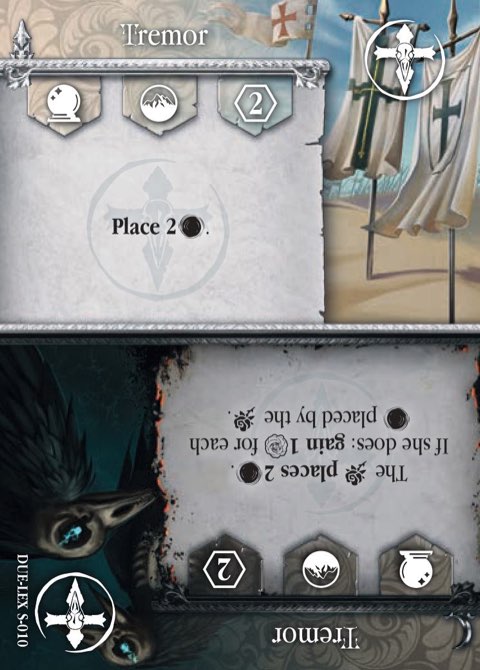 Tremor
2
Place 2 .
Tremor
2
The places 2 .
If she does: gain 1 for each
placed by the .
DUE-LEX S-010